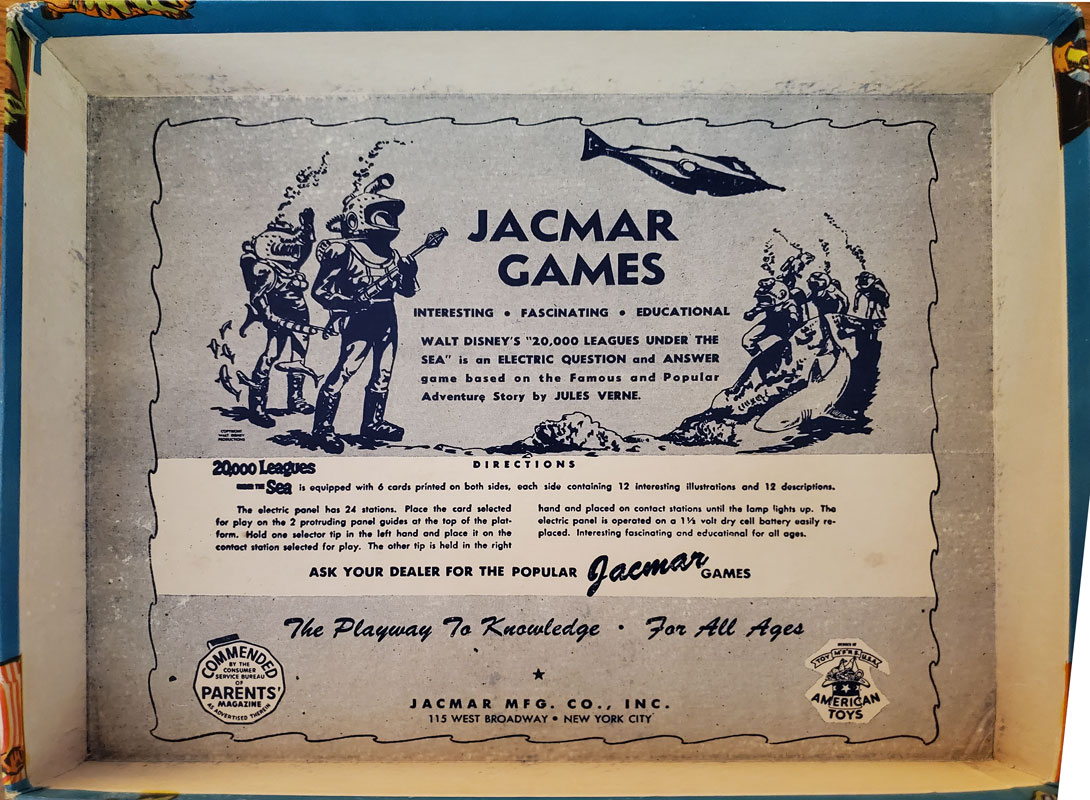 JACMAR
GAMES
INTERESTING • FASCINATING • EDUCATIONAL
WALT DISNEY'S "20,000 LEAGUES UNDER THE
SEA" is an ELECTRIC QUESTION and ANSWER
game based on the Famous and Popular
Adventure Story by JULES VERNE.
COPYRIGHT
WALT DISNEY
PRODUCTIONS
DIRECTIONS
20,000 Leagues
UNDER THE Sea is equipped with 6 cards printed on both sides, each side containing 12 interesting illustrations and 12 descriptions.
The electric panel has 24 stations. Place the card selected
for play on the 2 protruding panel guides at the top of the plat-
form. Hold one selector tip in the left hand and place it on the
contact station selected for play. The other tip is held in the right
hand and placed on contact stations until the lamp lights up. The
electric panel is operated on a 1½ volt dry cell battery easily re-
placed. Interesting fascinating and educational for all ages.
ASK YOUR DEALER FOR THE POPULAR Jacmar GAMES
The Playway To Knowledge • For All Ages
COMMENDED
BY THE
CONSUMER
SERVICE BUREAU
OF
PARENTS'
MAGAZINE
AS ADVERTISED THEREIN
JACMAR MFG. CO., INC.
115 WEST BROADWAY • NEW YORK CITY
TOY M'F'R'S U.S.A.
AMERICAN
TOYS